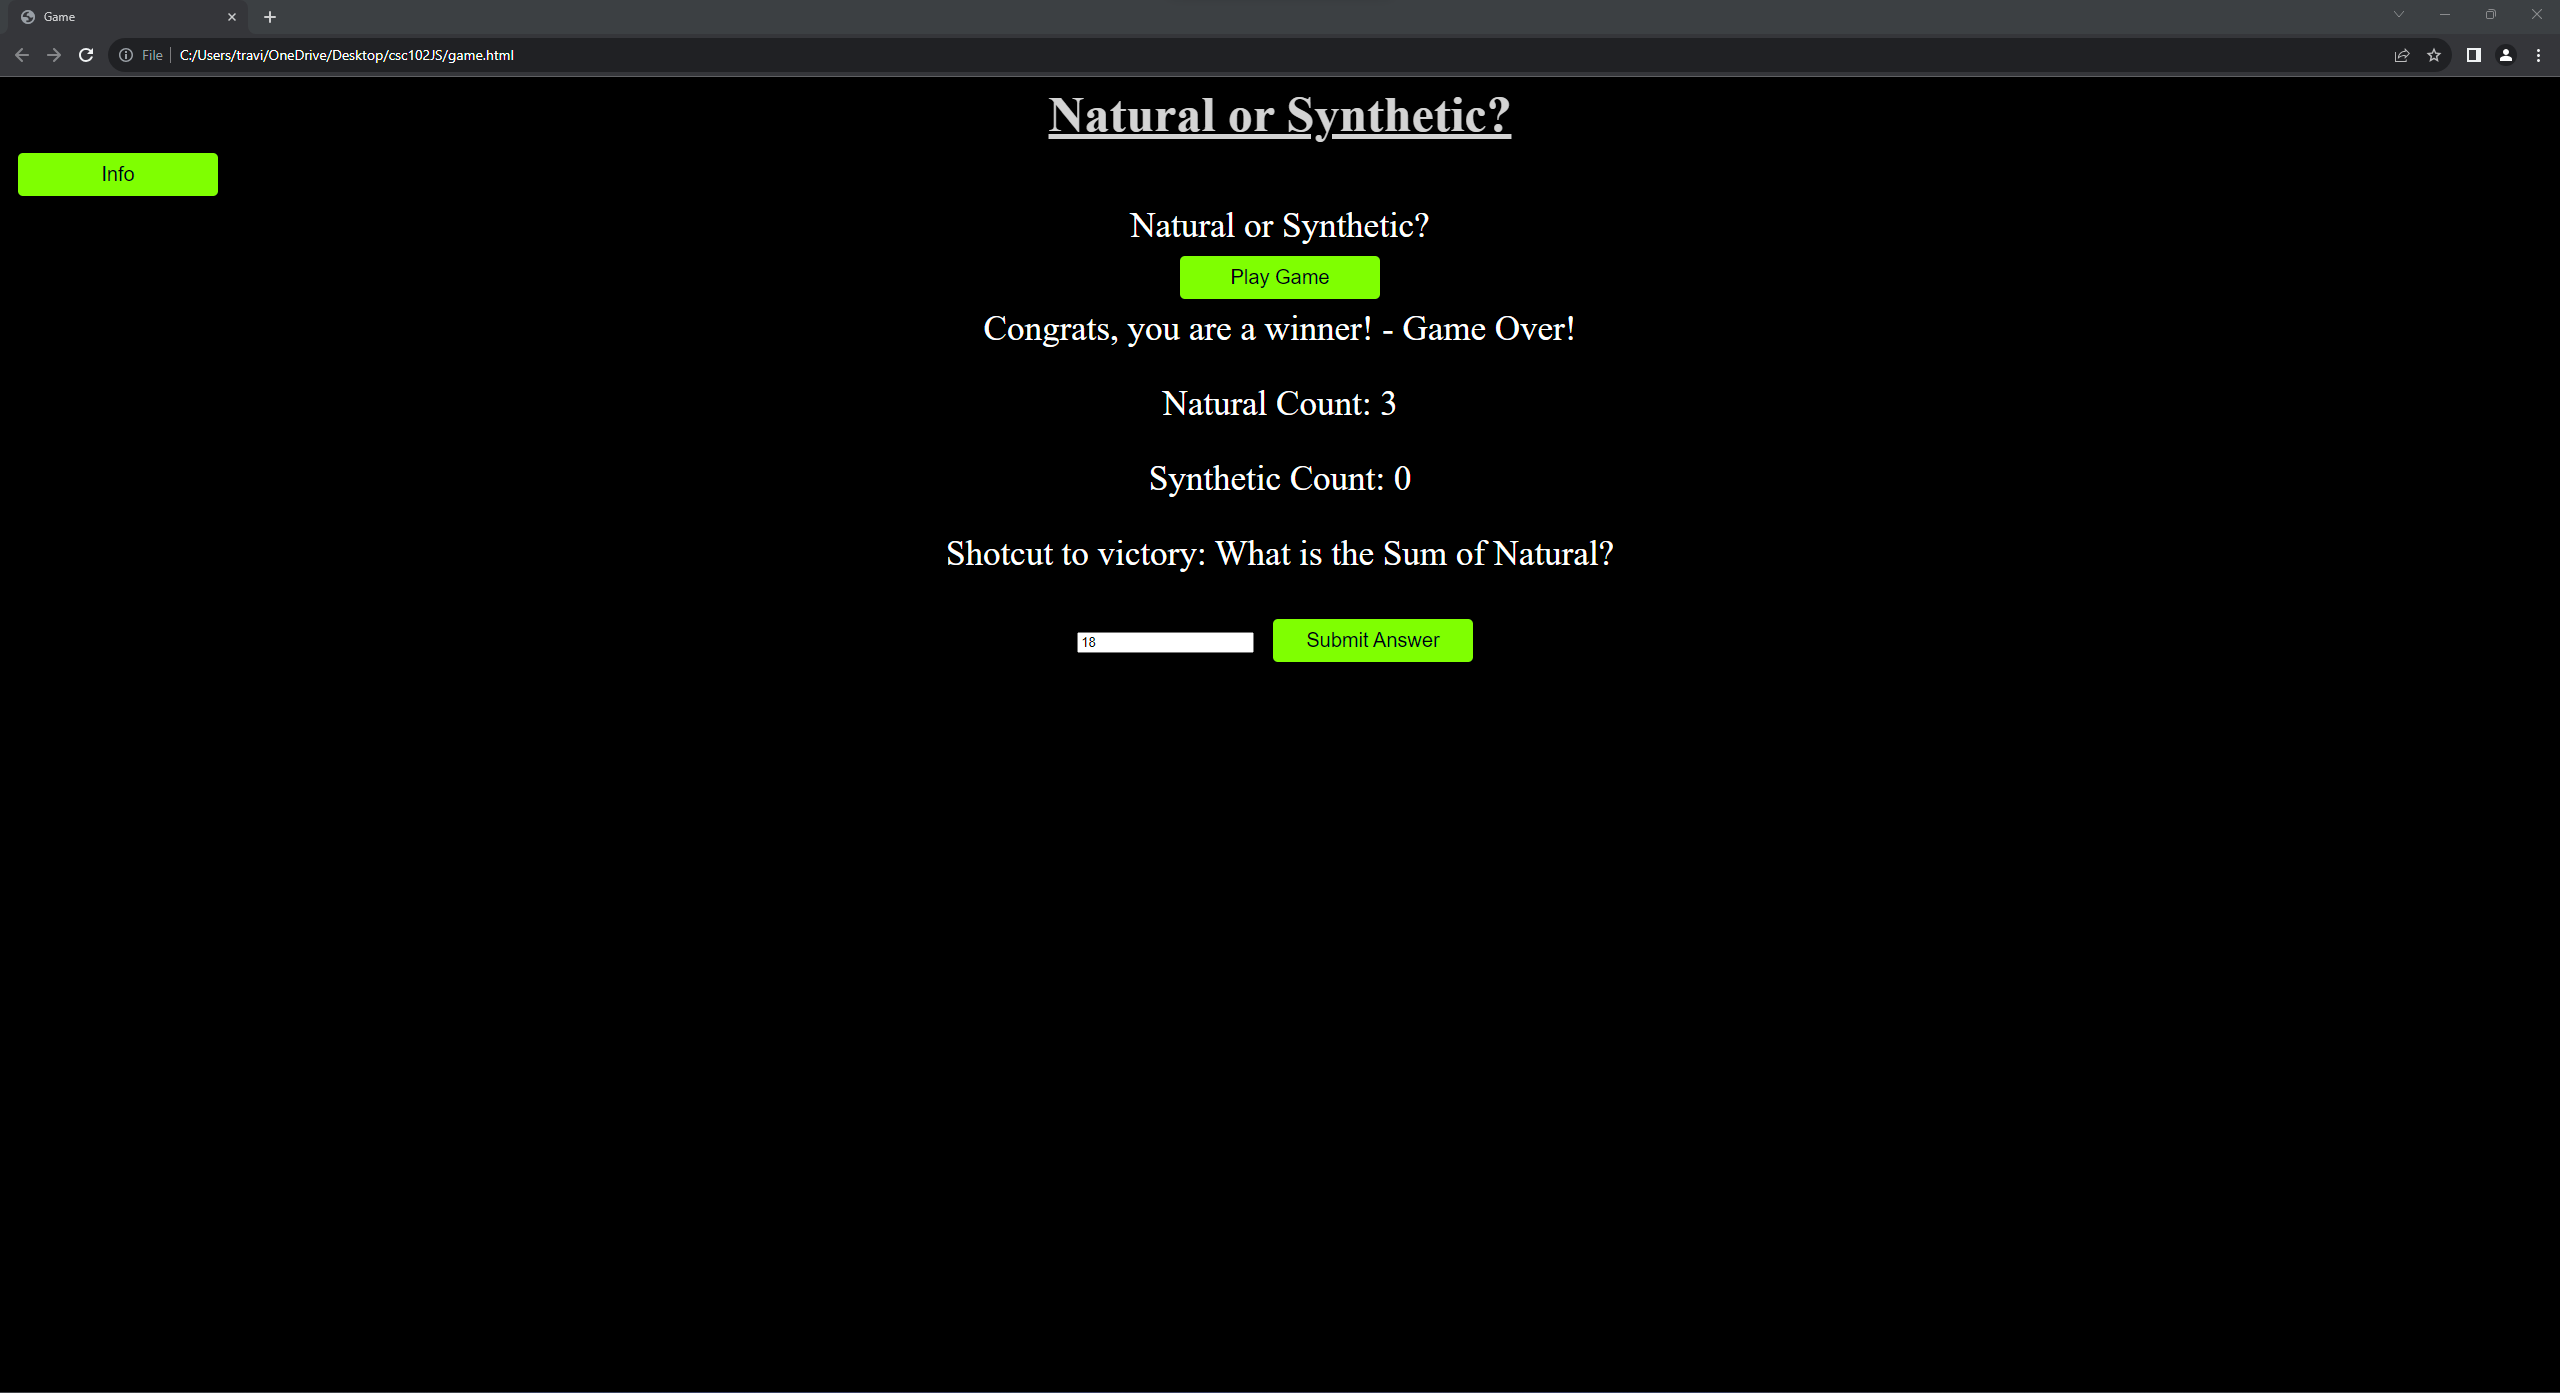 Game
File C:/Users/travi/OneDrive/Desktop/csc102JS/game.html
Natural or Synthetic?
Info
Natural or Synthetic?
Play Game
Congrats, you are a winner! - Game Over!
Natural Count: 3
Synthetic Count: 0
Shotcut to victory: What is the Sum of Natural?
18 Submit Answer